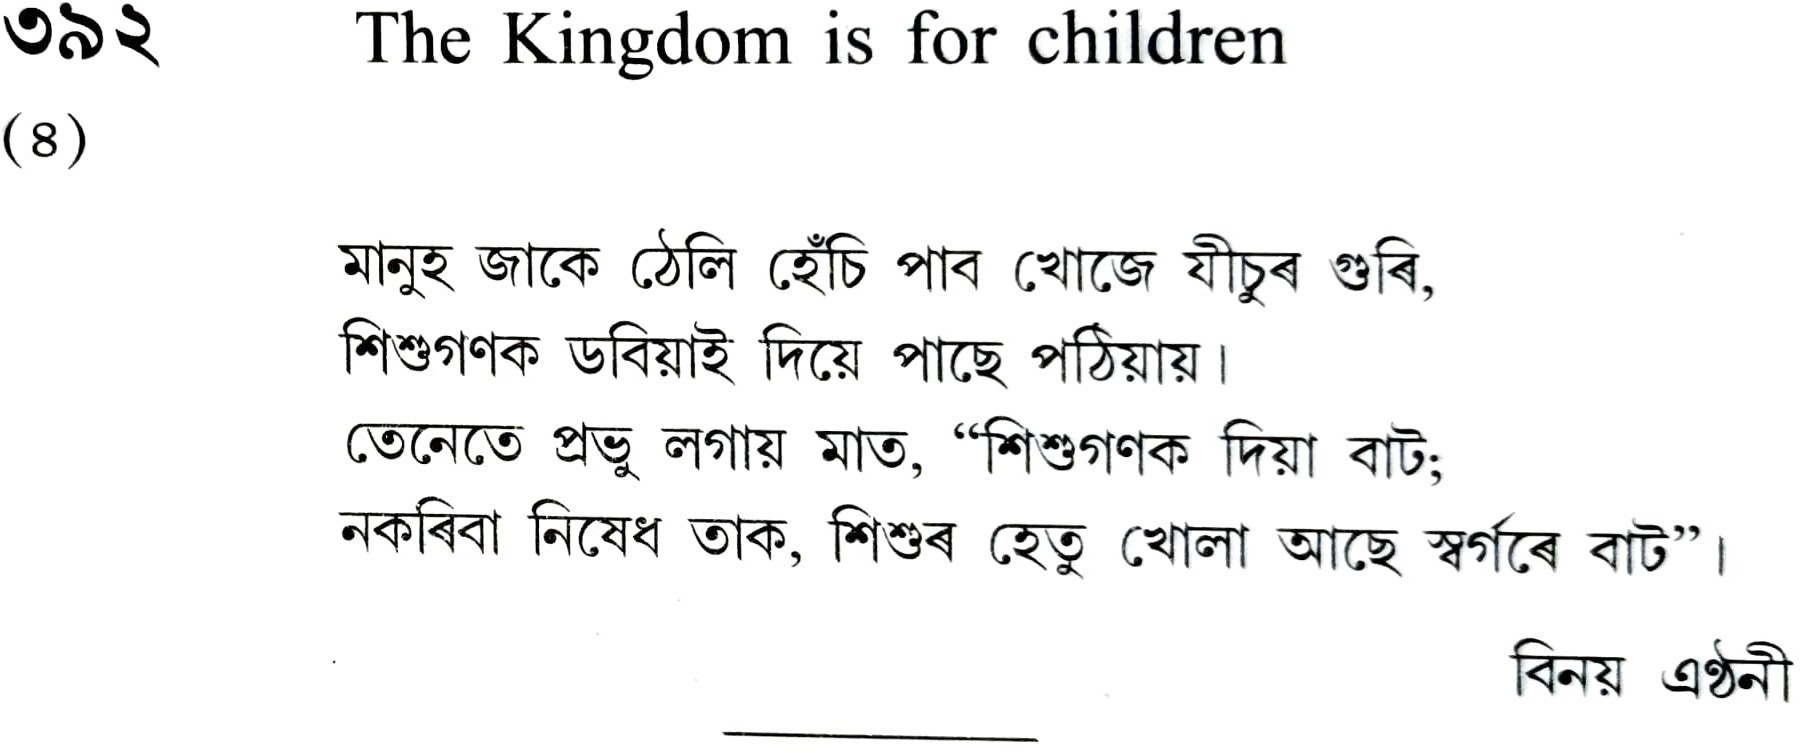 ৩৯২ The Kingdom is for children
(৪)
মানুহ জাকে ঠেলি হেঁচি পাব খোজে যীচুৰ গুৰি,
শিশুগণক ডবিয়াই দিয়ে পাছে পঠিয়ায়।
তেনেতে প্ৰভু লগায় মাত, “শিশুগণক দিয়া বাট;
নকৰিবা নিষেধ তাক, শিশুৰ হেতু খোলা আছে স্বৰ্গৰে বাট”।
বিনয় এণ্ঠনী